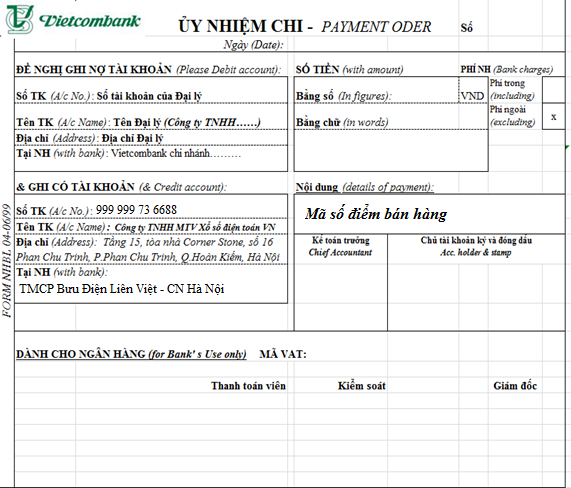 Vietcombank
ỦY NHIỆM CHI - PAYMENT ODER Số
Ngày (Date):
ĐỀ NGHỊ GHI NỢ TÀI KHOẢN (Please Debit account):
Số TK (A/c No.) : Số tài khoản của Đại lý
Tên TK (A/c Name) : Tên Đại lý (Công ty TNHH……)
Địa chỉ (Address) : Địa chỉ Đại lý
Tại NH (with bank) : Vietcombank chi nhánh………
SỐ TIỀN (with amount)
PHÍ NH (Bank charges)
Bằng số (In figures): VND
Phí trong (including)
Bằng chữ (in words)
Phí ngoài (excluding) x
& GHI CÓ TÀI KHOẢN (& Credit account):
Số TK (A/c No.) : 999 999 73 6688
Tên TK (A/c Name) : Công ty TNHH MTV Xổ số điện toán VN
Địa chỉ (Address): Tầng 15, tòa nhà Corner Stone, số 16
Phan Chu Trinh, P.Phan Chu Trinh, Q.Hoàn Kiếm, Hà Nội
Tại NH (with bank):
TMCP Bưu Điện Liên Việt - CN Hà Nội
Nội dung (details of payment):
Mã số điểm bán hàng
Kế toán trưởng
Chief Accountant
Chủ tài khoản ký và đóng dấu
Acc. holder & stamp
FORM NHBL 04-06/99
DÀNH CHO NGÂN HÀNG (for Bank' s Use only) MÃ VAT:
Thanh toán viên Kiểm soát Giám đốc